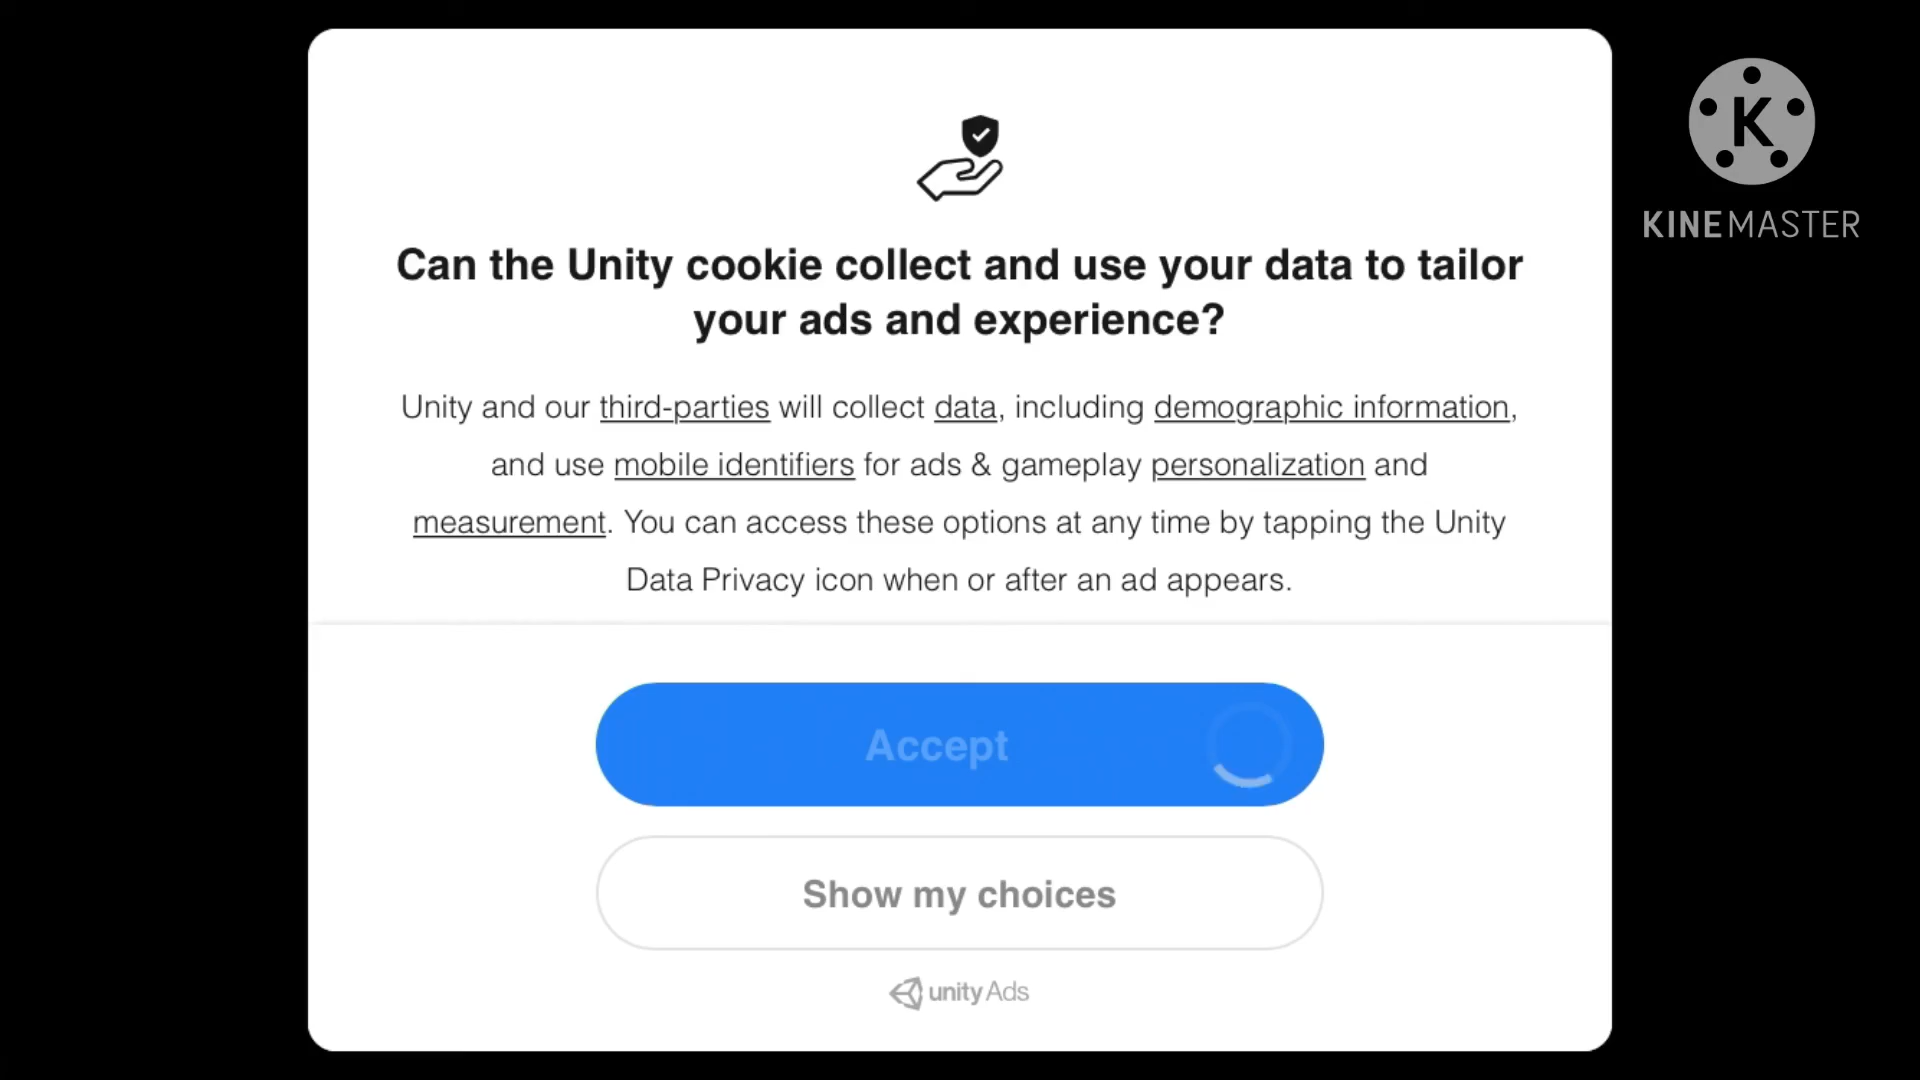 K
KINEMASTER
Can the Unity cookie collect and use your data to tailor
your ads and experience?
Unity and our third-parties will collect data, including demographic information,
and use mobile identifiers for ads & gameplay personalization and
measurement. You can access these options at any time by tapping the Unity
Data Privacy icon when or after an ad appears.
Accept
Show my choices
unity Ads